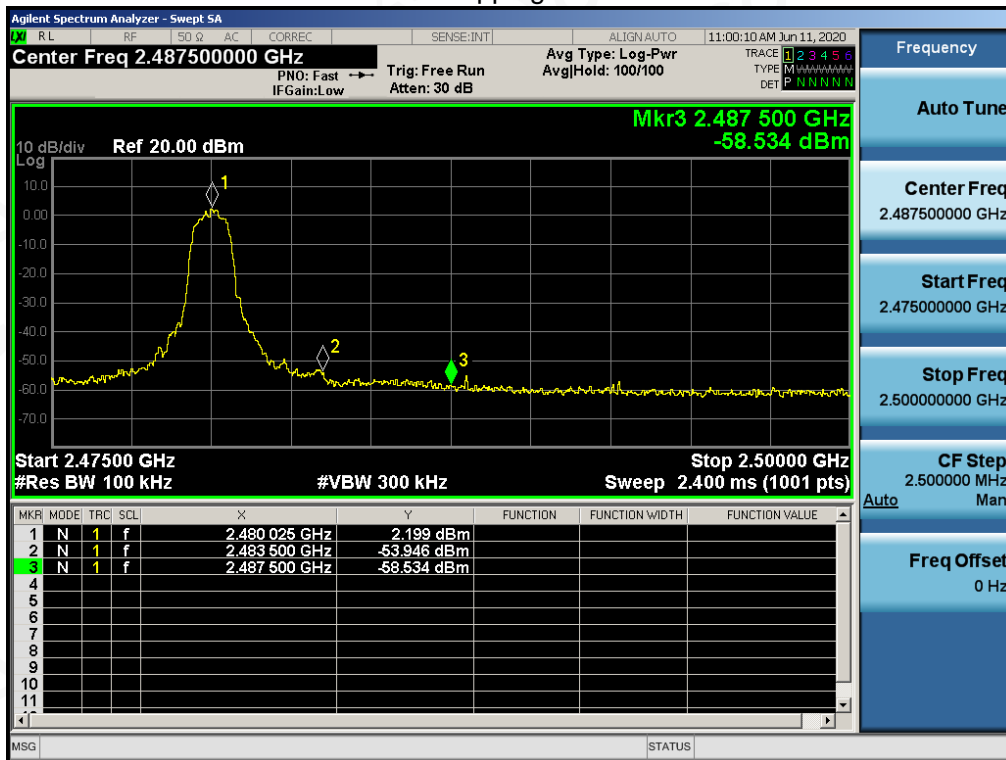 Agilent Spectrum Analyzer - Swept SA
LXI RL RF 50 Ω AC CORREC SENSE:INT ALIGN AUTO 11:00:10 AM Jun 11, 2020
Center Freq 2.487500000 GHz
PNO: Fast
IFGain:Low
Trig: Free Run
Atten: 30 dB
Avg Type: Log-Pwr
Avg|Hold: 100/100
TRACE 1 2 3 4 5 6
TYPE M WWWWW
DET P N N N N N
Mkr3 2.487 500 GHz
-58.534 dBm
10 dB/div Ref 20.00 dBm
Log
10.0
0.00
-10.0
-20.0
-30.0
-40.0
-50.0
-60.0
-70.0
1
2
3
Start 2.47500 GHz Stop 2.50000 GHz
#Res BW 100 kHz #VBW 300 kHz Sweep 2.400 ms (1001 pts)
MKR MODE TRC SCL X Y FUNCTION FUNCTION WIDTH FUNCTION VALUE
1 N 1 f 2.480 025 GHz 2.199 dBm
2 N 1 f 2.483 500 GHz -53.946 dBm
3 N 1 f 2.487 500 GHz -58.534 dBm
4
5
6
7
8
9
10
11
MSG STATUS
Frequency
Auto Tune
Center Freq
2.487500000 GHz
Start Freq
2.475000000 GHz
Stop Freq
2.500000000 GHz
CF Step
2.500000 MHz
Auto Man
Freq Offset
0 Hz